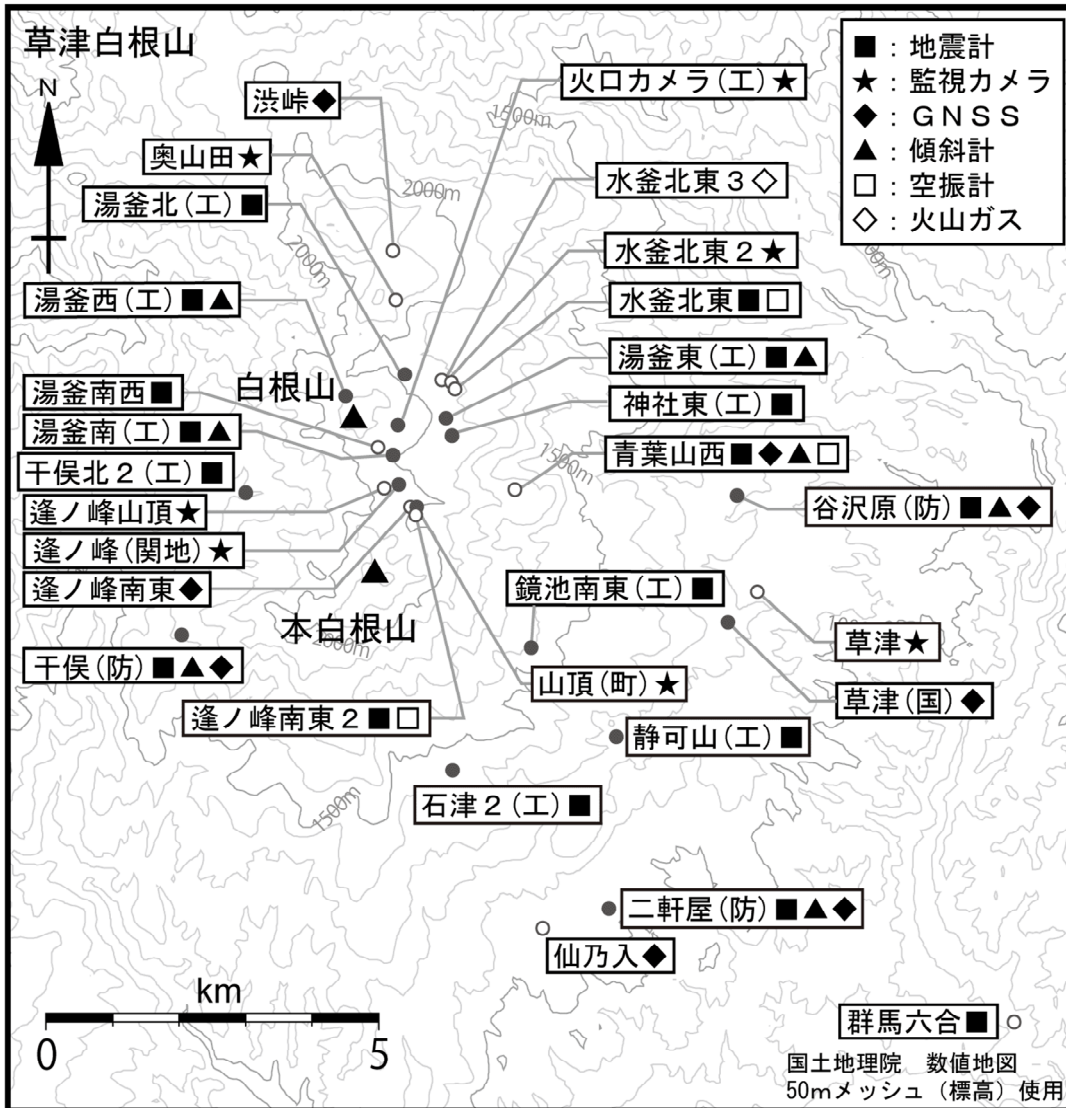 草津白根山
N
■：地震計
★：監視カメラ
◆：ＧＮＳＳ
▲：傾斜計
□：空振計
◇：火山ガス
火口カメラ(工)★
渋峠◆
1500m
奥山田★
2000m
水釜北東３◇
湯釜北(工)■
2000m
水釜北東２★
湯釜西(工)■▲
水釜北東■□
湯釜東(工)■▲
白根山
湯釜南西■
神社東(工)■
湯釜南(工)■▲
青葉山西■◆▲□
1500m
干俣北２(工)■
谷沢原(防)■▲◆
逢ノ峰山頂★
逢ノ峰(関地)★
逢ノ峰南東◆
鏡池南東(工)■
本白根山
2000m
草津★
干俣(防)■▲◆
山頂(町)★
草津(国)◆
逢ノ峰南東２■□
静可山(工)■
石津２(工)■
1500m
二軒屋(防)■▲◆
仙乃入◆
km
0 5
群馬六合■
国土地理院　数値地図
50mメッシュ（標高）使用